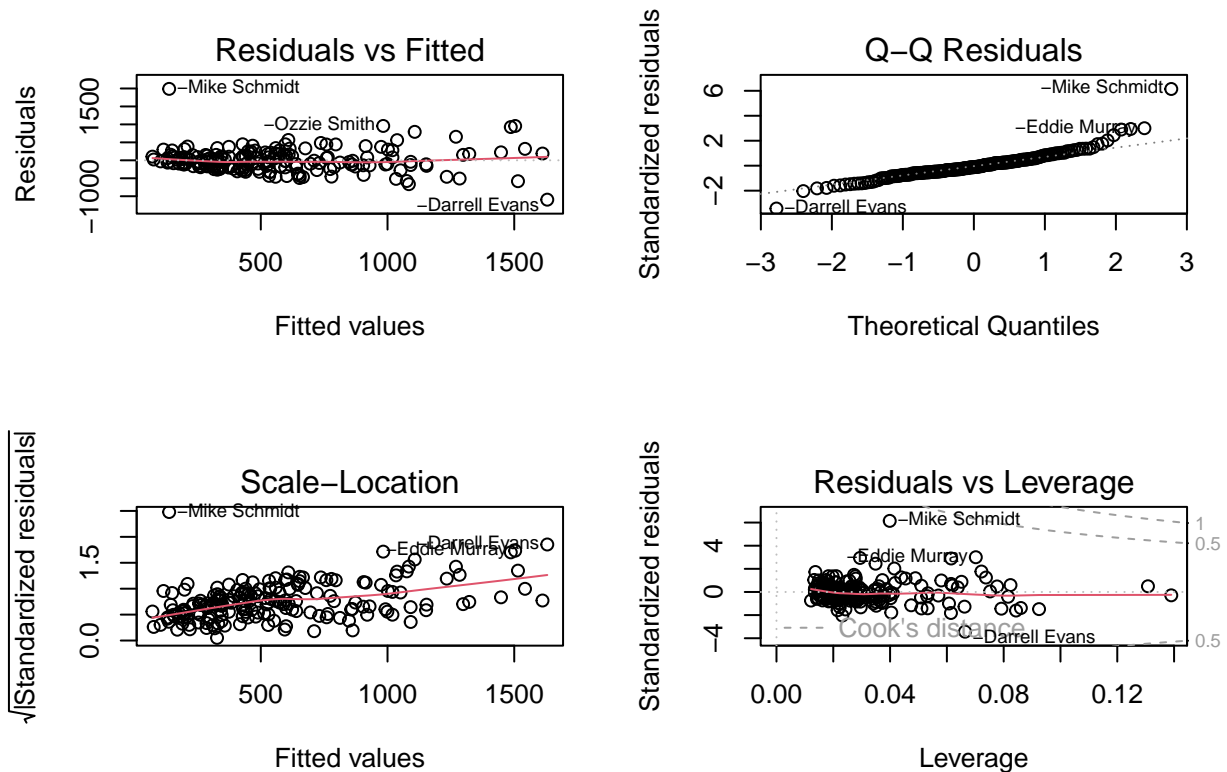 Residuals vs Fitted
Residuals
−1000
1500
−Mike Schmidt
−Ozzie Smith
−Darrell Evans
500
1000
1500
Fitted values
Q−Q Residuals
Standardized residuals
−2
2
6
−Mike Schmidt
−Eddie Murray
−Darrell Evans
−3
−2
−1
0
1
2
3
Theoretical Quantiles
Scale−Location
√|Standardized residuals|
0.0
1.5
−Mike Schmidt
−Darrell Evans
−Eddie Murray
500
1000
1500
Fitted values
Residuals vs Leverage
Standardized residuals
−4
0
4
−Mike Schmidt
−Eddie Murray
Cook's distance
−Darrell Evans
1
0.5
0.5
0.00
0.04
0.08
0.12
Leverage